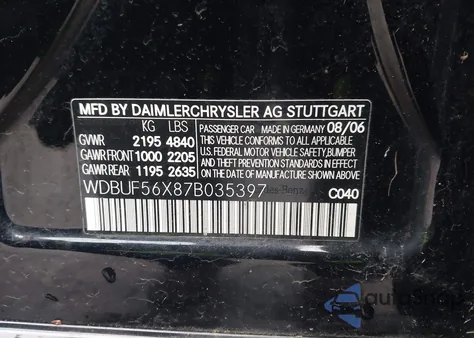 MFD BY DAIMLERCHRYSLER AG STUTTGART
KG LBS
GVWR 2195 4840
GAWR FRONT 1000 2205
GAWR REAR 1195 2635
PASSENGER CAR MADE IN GERMANY 08/06
THIS VEHICLE CONFORMS TO ALL APPLICABLE
U.S. FEDERAL MOTOR VEHICLE SAFETY, BUMPER
AND THEFT PREVENTION STANDARDS IN EFFECT
ON THE DATE OF MANUFACTURE SHOWN ABOVE
WDBUF56X87B035397
C040
autoShop